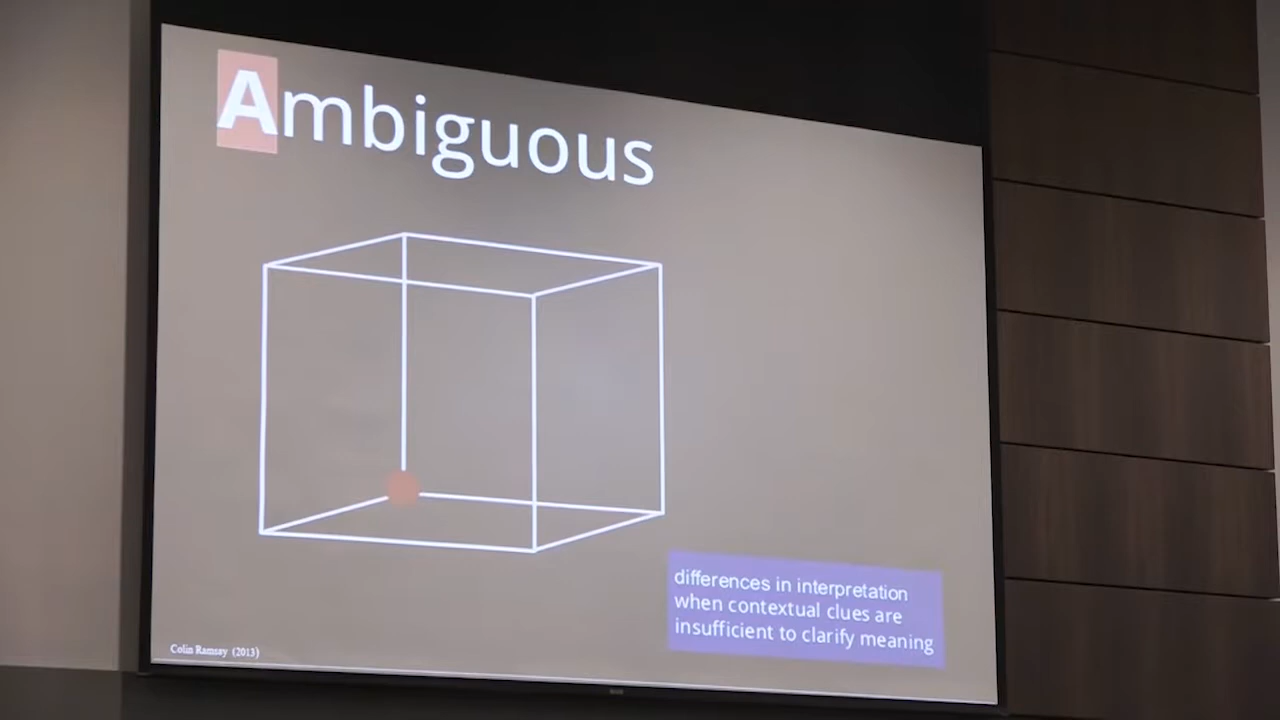 Ambiguous
differences in interpretation
when contextual clues are
insufficient to clarify meaning
Colin Ramsay (2013)